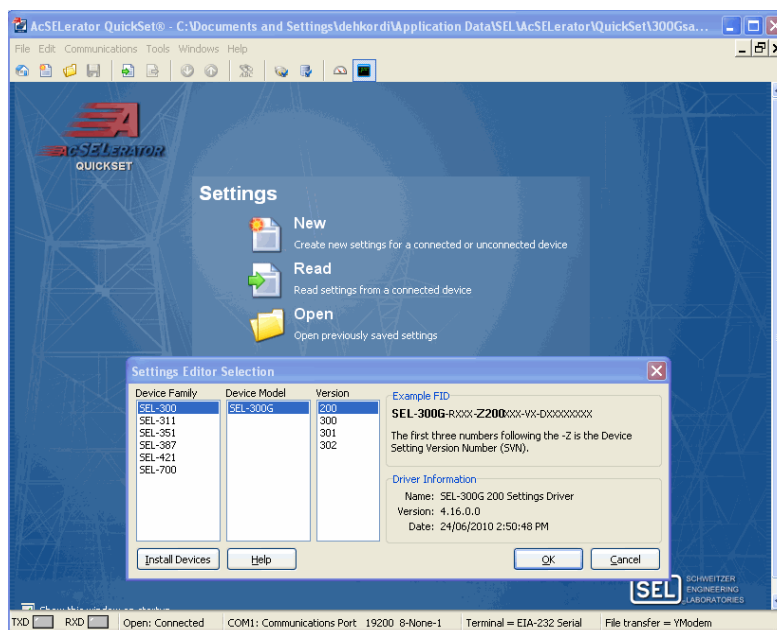 AcSELerator QuickSet® - C:\Documents and Settings\dehkordi\Application Data\SEL\AcSELerator\QuickSet\300Gsa...
File Edit Communications Tools Windows Help
ACSELERATOR
QUICKSET
Settings
New
Create new settings for a connected or unconnected device
Read
Read settings from a connected device
Open
Open previously saved settings
Settings Editor Selection
Device Family
SEL-300
SEL-311
SEL-351
SEL-387
SEL-421
SEL-700
Device Model
SEL-300G
Version
200
300
301
302
Example FID
SEL-300G-RXXX-Z200XXX-VX-DXXXXXXX
The first three numbers following the -Z is the Device
Setting Version Number (SVN).
Driver Information
Name: SEL-300G 200 Settings Driver
Version: 4.16.0.0
Date: 24/06/2010 2:50:48 PM
Install Devices
Help
OK
Cancel
SEL
SCHWEITZER
ENGINEERING
LABORATORIES
Show this window on startup
TXD RXD Open: Connected COM1: Communications Port 19200 8-None-1 Terminal = EIA-232 Serial File transfer = YModem